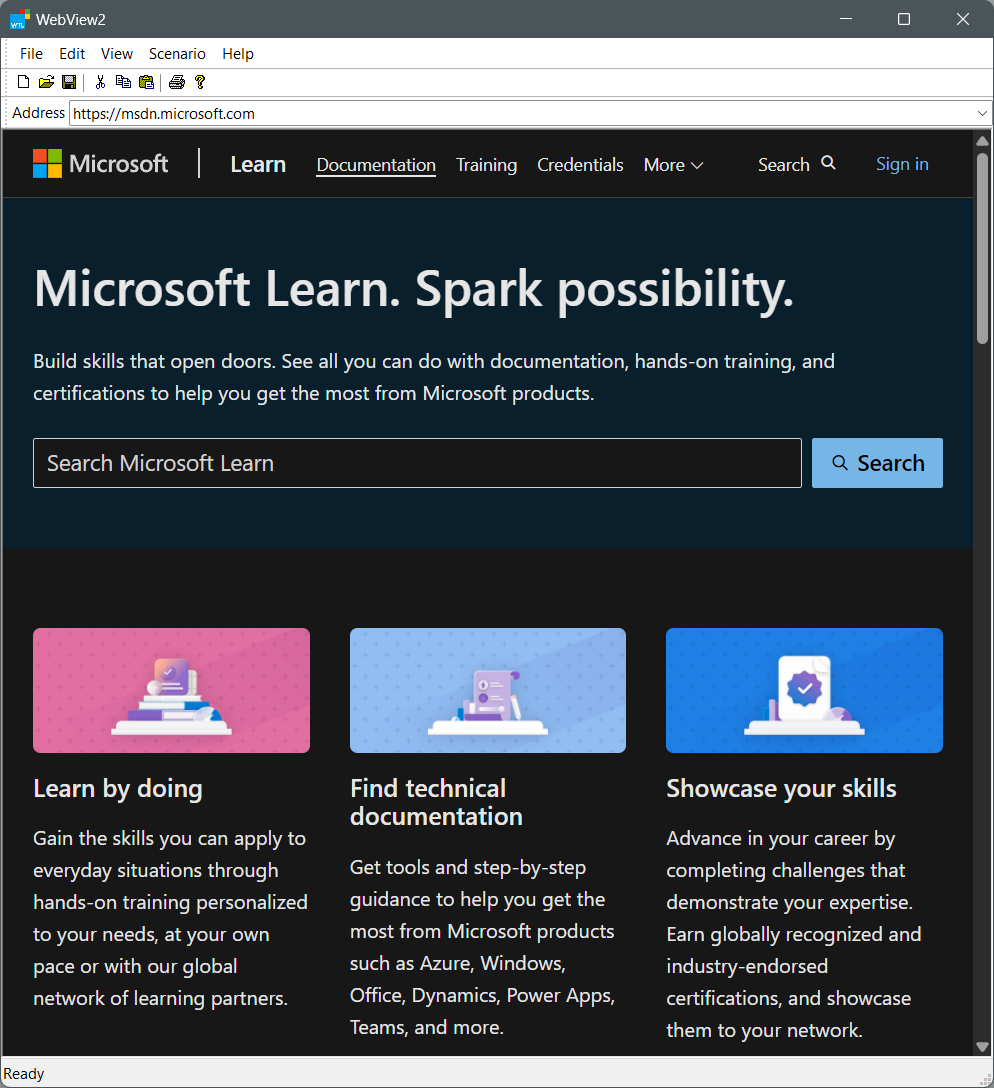 WebView2
File Edit View Scenario Help
Address https://msdn.microsoft.com
Microsoft Learn Documentation Training Credentials More Search Sign in
Microsoft Learn. Spark possibility.
Build skills that open doors. See all you can do with documentation, hands-on training, and
certifications to help you get the most from Microsoft products.
Search Microsoft Learn Search
Learn by doing
Gain the skills you can apply to
everyday situations through
hands-on training personalized
to your needs, at your own
pace or with our global
network of learning partners.
Find technical
documentation
Get tools and step-by-step
guidance to help you get the
most from Microsoft products
such as Azure, Windows,
Office, Dynamics, Power Apps,
Teams, and more.
Showcase your skills
Advance in your career by
completing challenges that
demonstrate your expertise.
Earn globally recognized and
industry-endorsed
certifications, and showcase
them to your network.
Ready